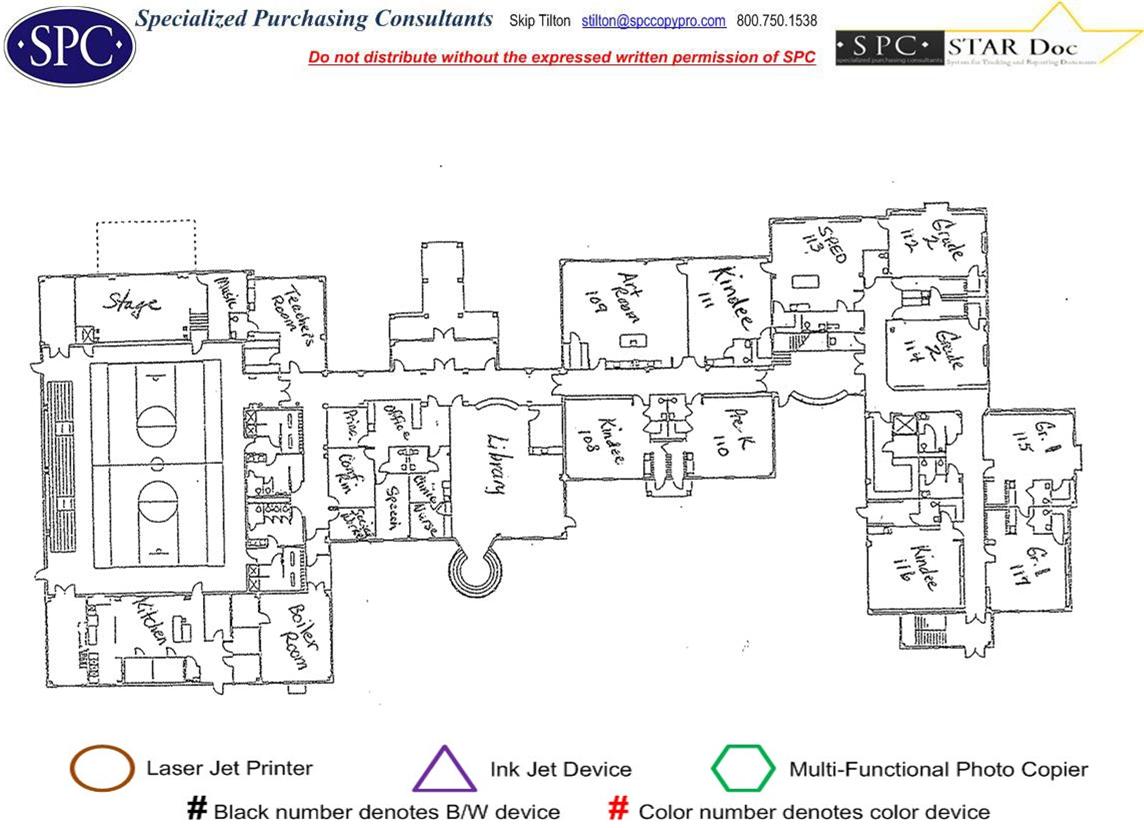 SPC
Specialized Purchasing Consultants Skip Tilton stilton@spccopypro.com 800.750.1538
Do not distribute without the expressed written permission of SPC
·SPC· STAR Doc
specialized purchasing consultants System for Tracking and Reporting Documents
Stage
Music
Teacher's Room
Art Room 109
Kindee 111
SPED 113
Grade 2 112
Grade 2 114
Princ.
Office
Conf. Rm
Speech
Nurse
Library
Kindee 108
Pre-K 110
Gr. 1 115
Kindee 116
Gr. 1 117
Kitchen
Boiler Room
Laser Jet Printer Ink Jet Device Multi-Functional Photo Copier
# Black number denotes B/W device # Color number denotes color device